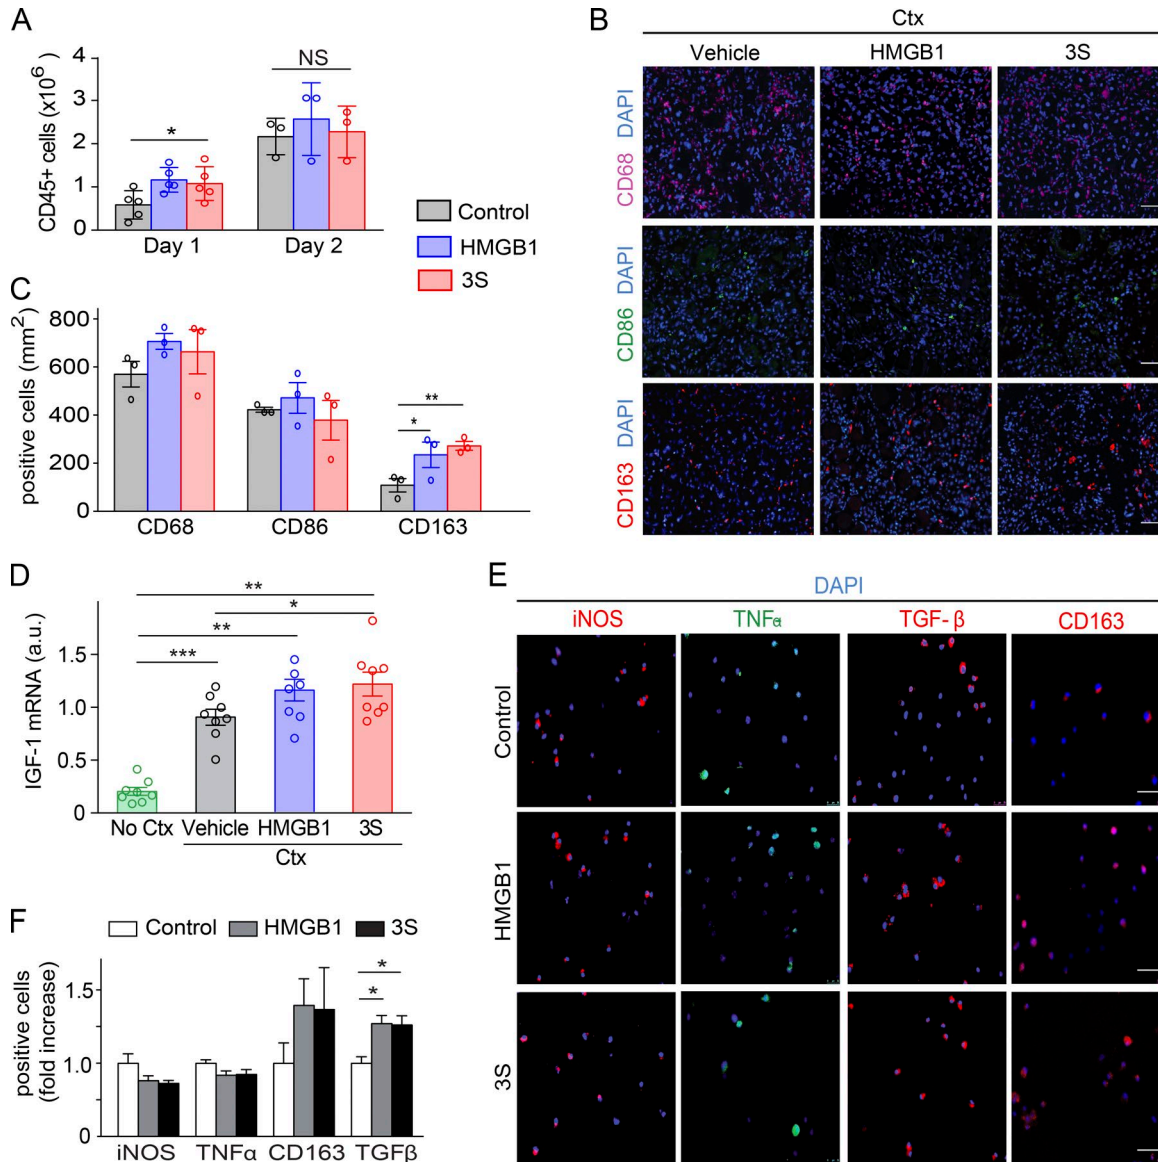 A
CD45+ cells (x10⁶)
4
3
2
1
0
*
NS
Day 1
Day 2
Control
HMGB1
3S
B
Ctx
Vehicle
HMGB1
3S
CD68 DAPI
CD86 DAPI
CD163 DAPI
C
positive cells (mm²)
800
600
400
200
0
*
**
CD68
CD86
CD163
D
IGF-1 mRNA (a.u.)
1.5
1.0
0.5
0
**
*
**
***
No Ctx
Vehicle
HMGB1
3S
Ctx
E
DAPI
iNOS
TNFα
TGF- β
CD163
Control
HMGB1
3S
F
Control
HMGB1
3S
positive cells
(fold increase)
1.5
1.0
0
*
*
iNOS
TNFα
CD163
TGFβ